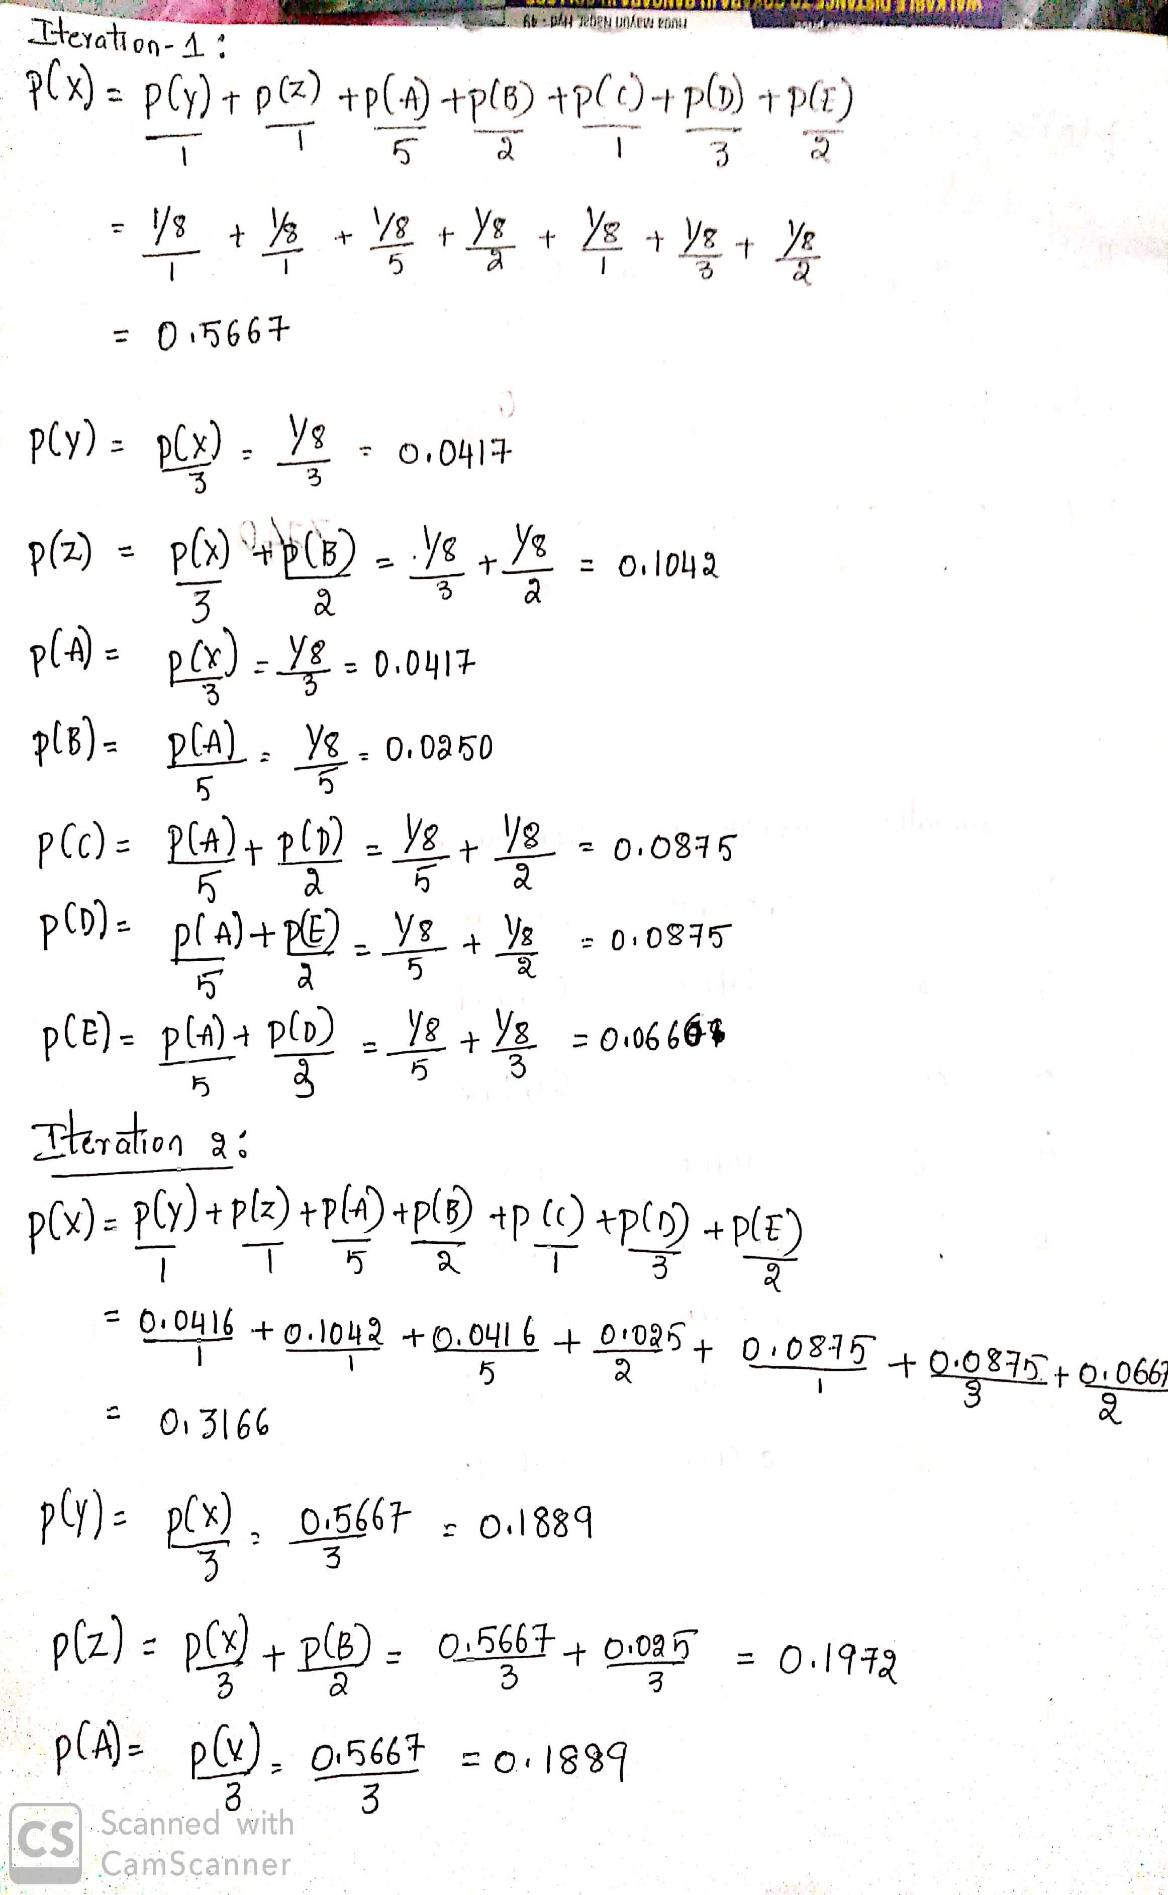 Iteration-1:
P(X) = P(Y)/1 + P(Z)/1 + P(A)/5 + P(B)/2 + P(C)/1 + P(D)/3 + P(E)/2
= 1/8/1 + 1/8/1 + 1/8/5 + 1/8/2 + 1/8/1 + 1/8/3 + 1/8/2
= 0.5667
P(Y) = P(X)/3 = 1/8/3 = 0.0417
P(Z) = P(X)/3 + P(B)/2 = 1/8/3 + 1/8/2 = 0.1042
P(A) = P(X)/3 = 1/8/3 = 0.0417
P(B) = P(A)/5 = 1/8/5 = 0.0250
P(C) = P(A)/5 + P(D)/2 = 1/8/5 + 1/8/2 = 0.0875
P(D) = P(A)/5 + P(E)/2 = 1/8/5 + 1/8/2 = 0.0875
P(E) = P(A)/5 + P(D)/3 = 1/8/5 + 1/8/3 = 0.0666
Iteration 2:
P(X) = P(Y)/1 + P(Z)/1 + P(A)/5 + P(B)/2 + P(C)/1 + P(D)/3 + P(E)/2
= 0.0416/1 + 0.1042/1 + 0.0416/5 + 0.025/2 + 0.0875/1 + 0.0875/3 + 0.0667/2
= 0.3166
P(Y) = P(X)/3 = 0.5667/3 = 0.1889
P(Z) = P(X)/3 + P(B)/2 = 0.5667/3 + 0.025/3 = 0.1972
P(A) = P(X)/3 = 0.5667/3 = 0.1889
CS Scanned with
CamScanner